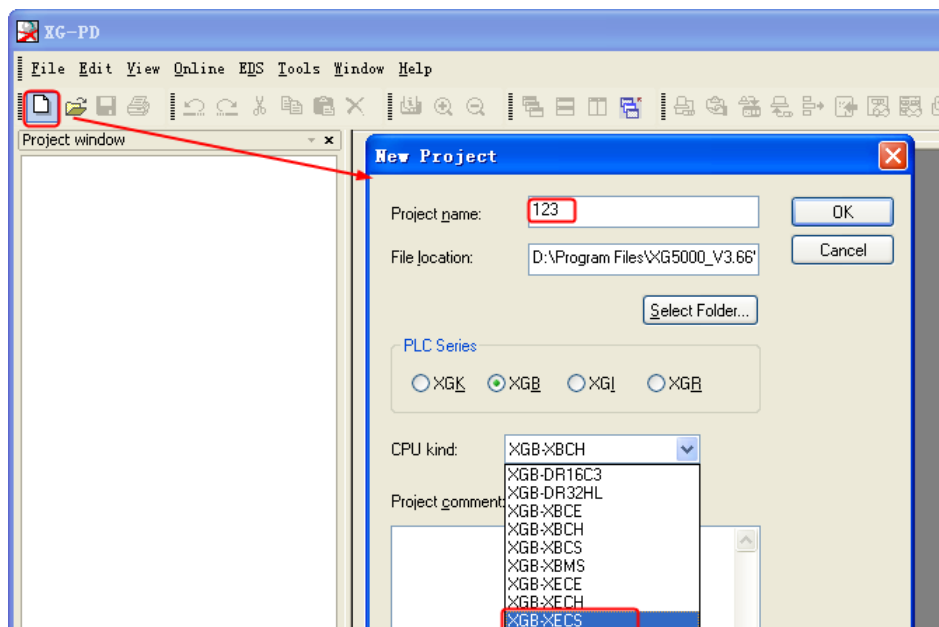 XG-PD
File Edit View Online EDS Tools Window Help
Project window
New Project
Project name:
123
OK
File location:
D:\Program Files\XG5000_V3.66'
Cancel
Select Folder...
PLC Series
XGK XGB XGI XGR
CPU kind:
XGB-XBCH
XGB-DR16C3
XGB-DR32HL
Project comment:
XGB-XBCE
XGB-XBCH
XGB-XBCS
XGB-XBMS
XGB-XECE
XGB-XECH
XGB-XECS